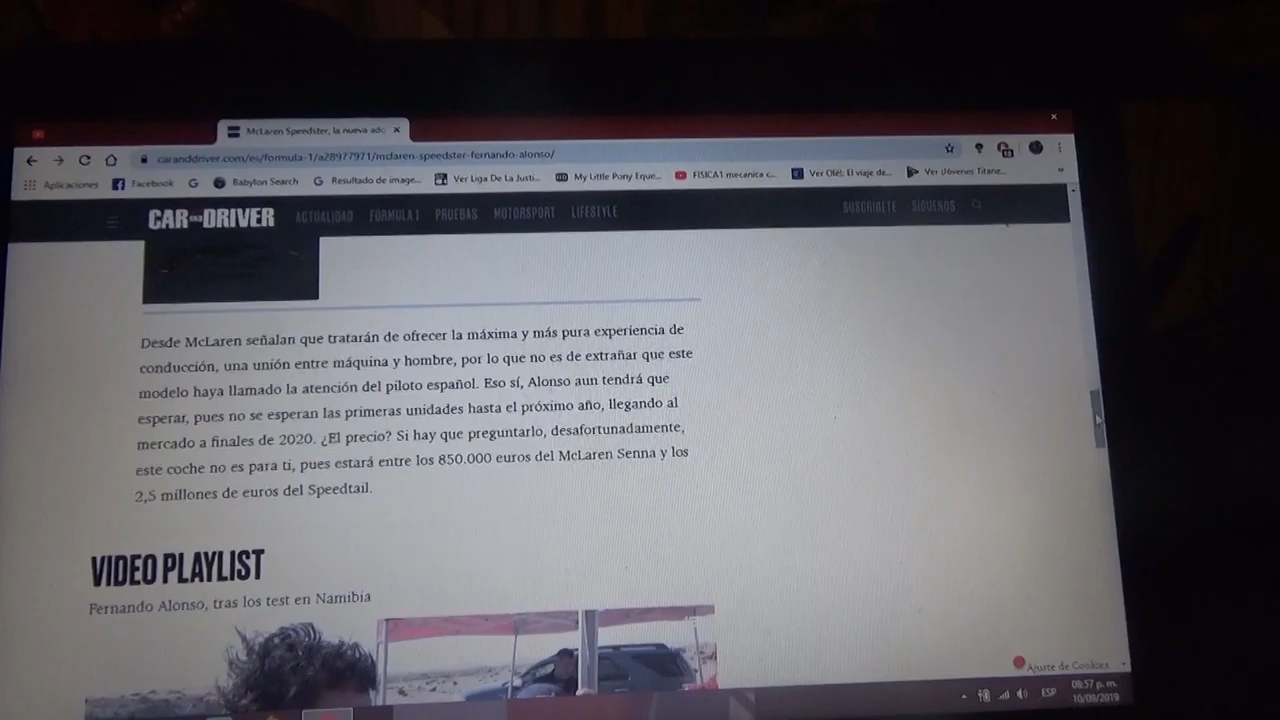 McLaren Speedster, la nueva ado
caranddriver.com/es/formula-1/a28977971/mclaren-speedster-fernando-alonso/
Aplicaciones Facebook Babylon Search Resultado de image... Ver Liga De La Justi... My Little Pony Eque... FISICA1 mecanica c... Ver Olé!: El viaje de... Ver ¡Jóvenes Titane... »
CAR AND DRIVER ACTUALIDAD FÓRMULA 1 PRUEBAS MOTORSPORT LIFESTYLE SUSCRÍBETE SÍGUENOS
Desde McLaren señalan que tratarán de ofrecer la máxima y más pura experiencia de
conducción, una unión entre máquina y hombre, por lo que no es de extrañar que este
modelo haya llamado la atención del piloto español. Eso sí, Alonso aun tendrá que
esperar, pues no se esperan las primeras unidades hasta el próximo año, llegando al
mercado a finales de 2020. ¿El precio? Si hay que preguntarlo, desafortunadamente,
este coche no es para ti, pues estará entre los 850.000 euros del McLaren Senna y los
2,5 millones de euros del Speedtail.
VIDEO PLAYLIST
Fernando Alonso, tras los test en Namibia
Ajuste de Cookies
ESP
08:57 p. m.
10/09/2019